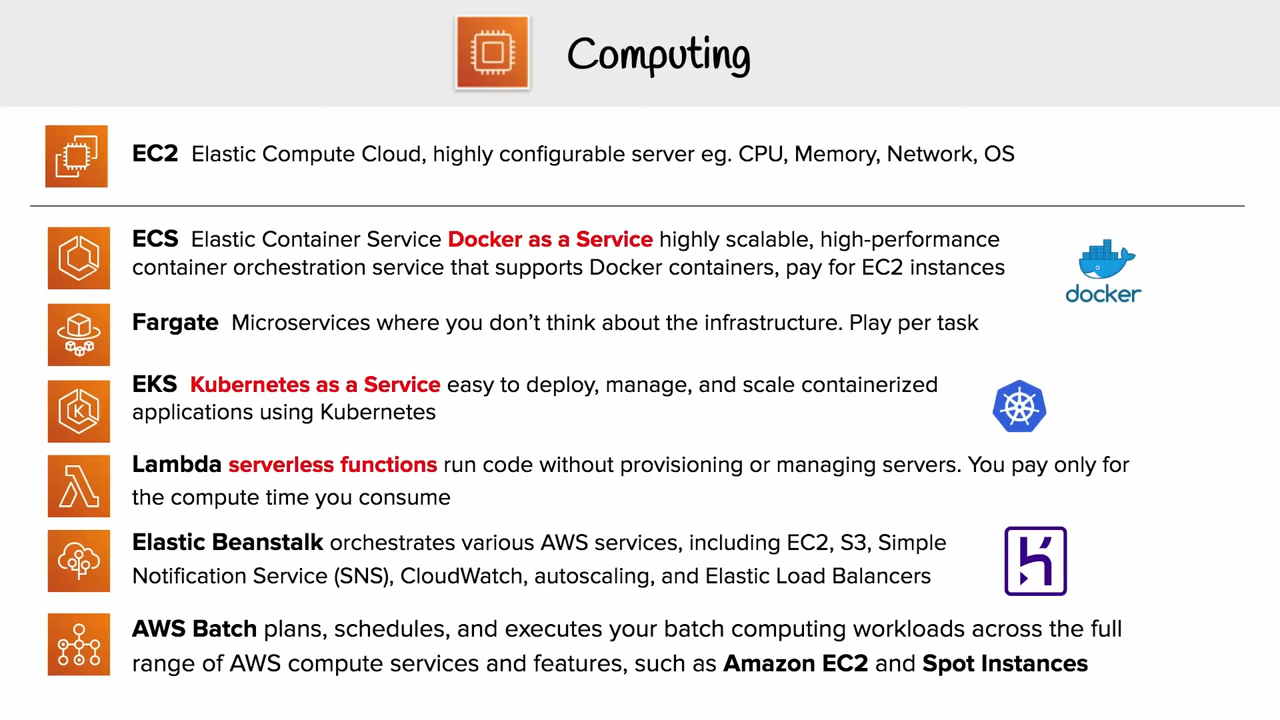 Computing
EC2 Elastic Compute Cloud, highly configurable server eg. CPU, Memory, Network, OS
ECS Elastic Container Service Docker as a Service highly scalable, high-performance
container orchestration service that supports Docker containers, pay for EC2 instances
docker
Fargate Microservices where you don’t think about the infrastructure. Play per task
EKS Kubernetes as a Service easy to deploy, manage, and scale containerized
applications using Kubernetes
K
Lambda serverless functions run code without provisioning or managing servers. You pay only for
the compute time you consume
Elastic Beanstalk orchestrates various AWS services, including EC2, S3, Simple
Notification Service (SNS), CloudWatch, autoscaling, and Elastic Load Balancers
AWS Batch plans, schedules, and executes your batch computing workloads across the full
range of AWS compute services and features, such as Amazon EC2 and Spot Instances